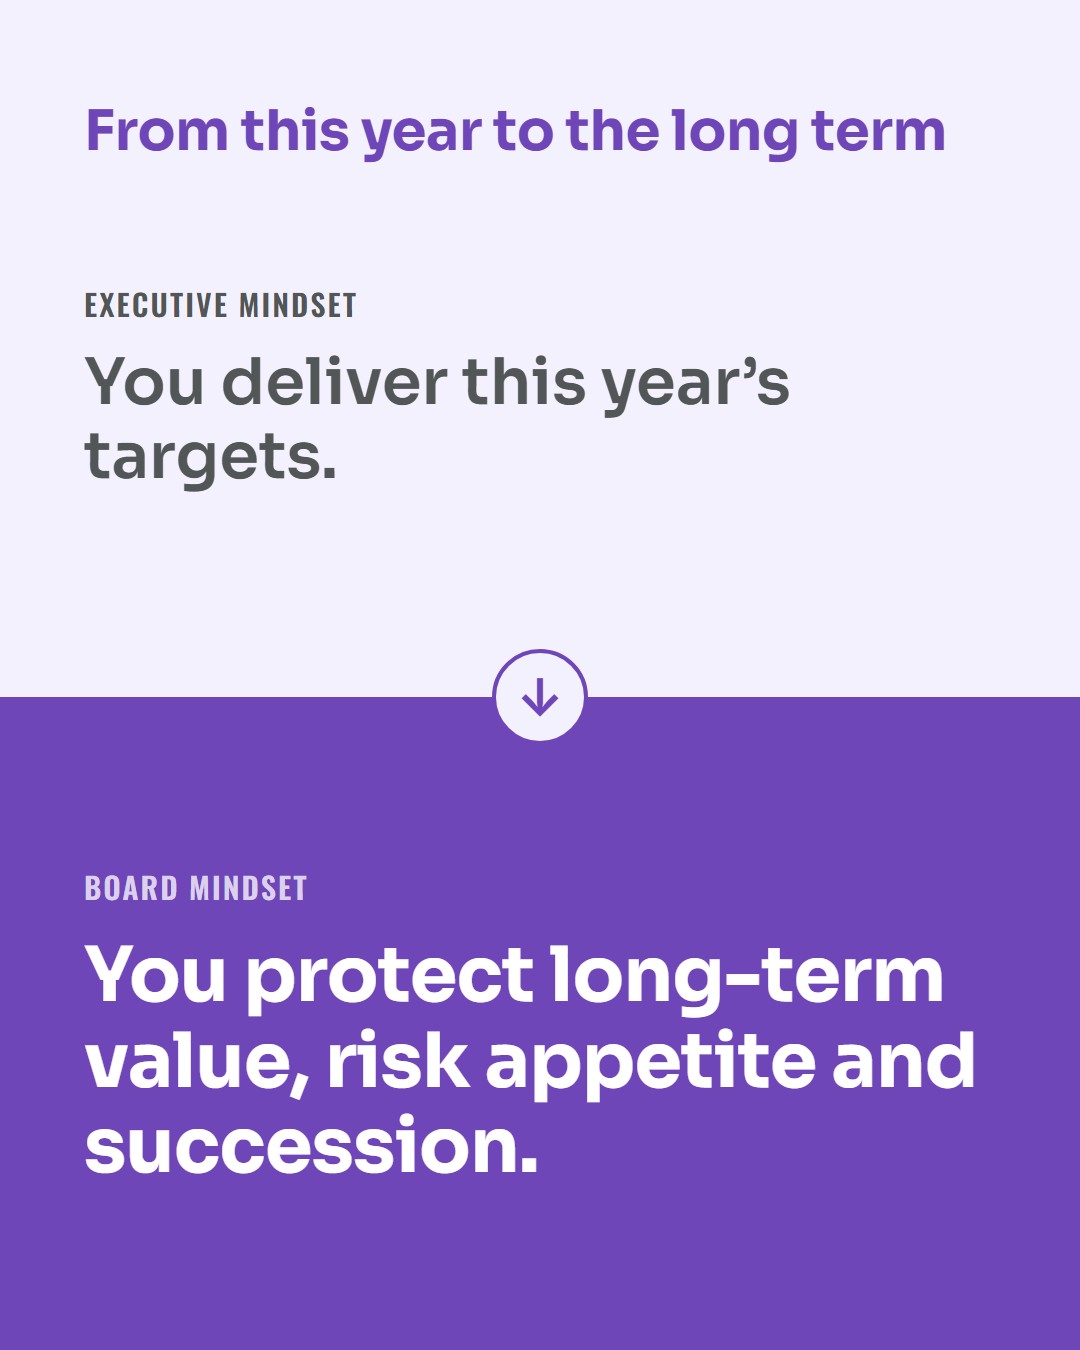 From this year to the long term
EXECUTIVE MINDSET
You deliver this year’s
targets.
BOARD MINDSET
You protect long-term
value, risk appetite and
succession.